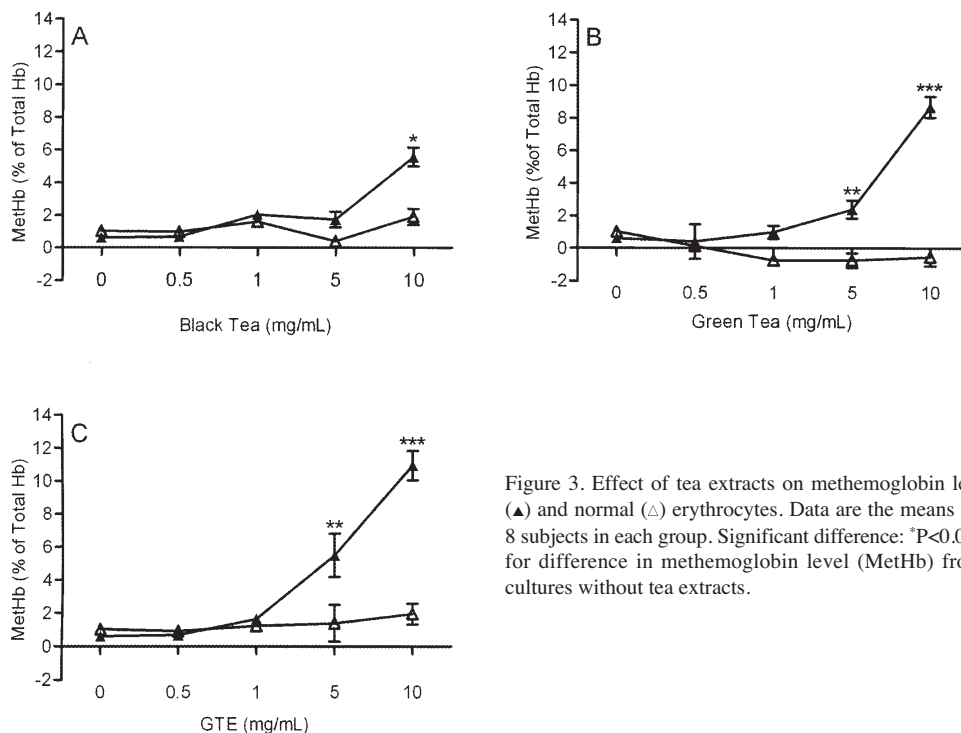 A
MetHb (% of Total Hb)
14
12
10
8
6
4
2
0
-2
*
0 0.5 1 5 10
Black Tea (mg/mL)
B
MetHb (%of Total Hb)
14
12
10
8
6
4
2
0
-2
**
***
0 0.5 1 5 10
Green Tea (mg/mL)
C
MetHb (% of Total Hb)
14
12
10
8
6
4
2
0
-2
**
***
0 0.5 1 5 10
GTE (mg/mL)
Figure 3. Effect of tea extracts on methemoglobin le
(▲) and normal (△) erythrocytes. Data are the means
8 subjects in each group. Significant difference: *P<0.0
for difference in methemoglobin level (MetHb) fro
cultures without tea extracts.